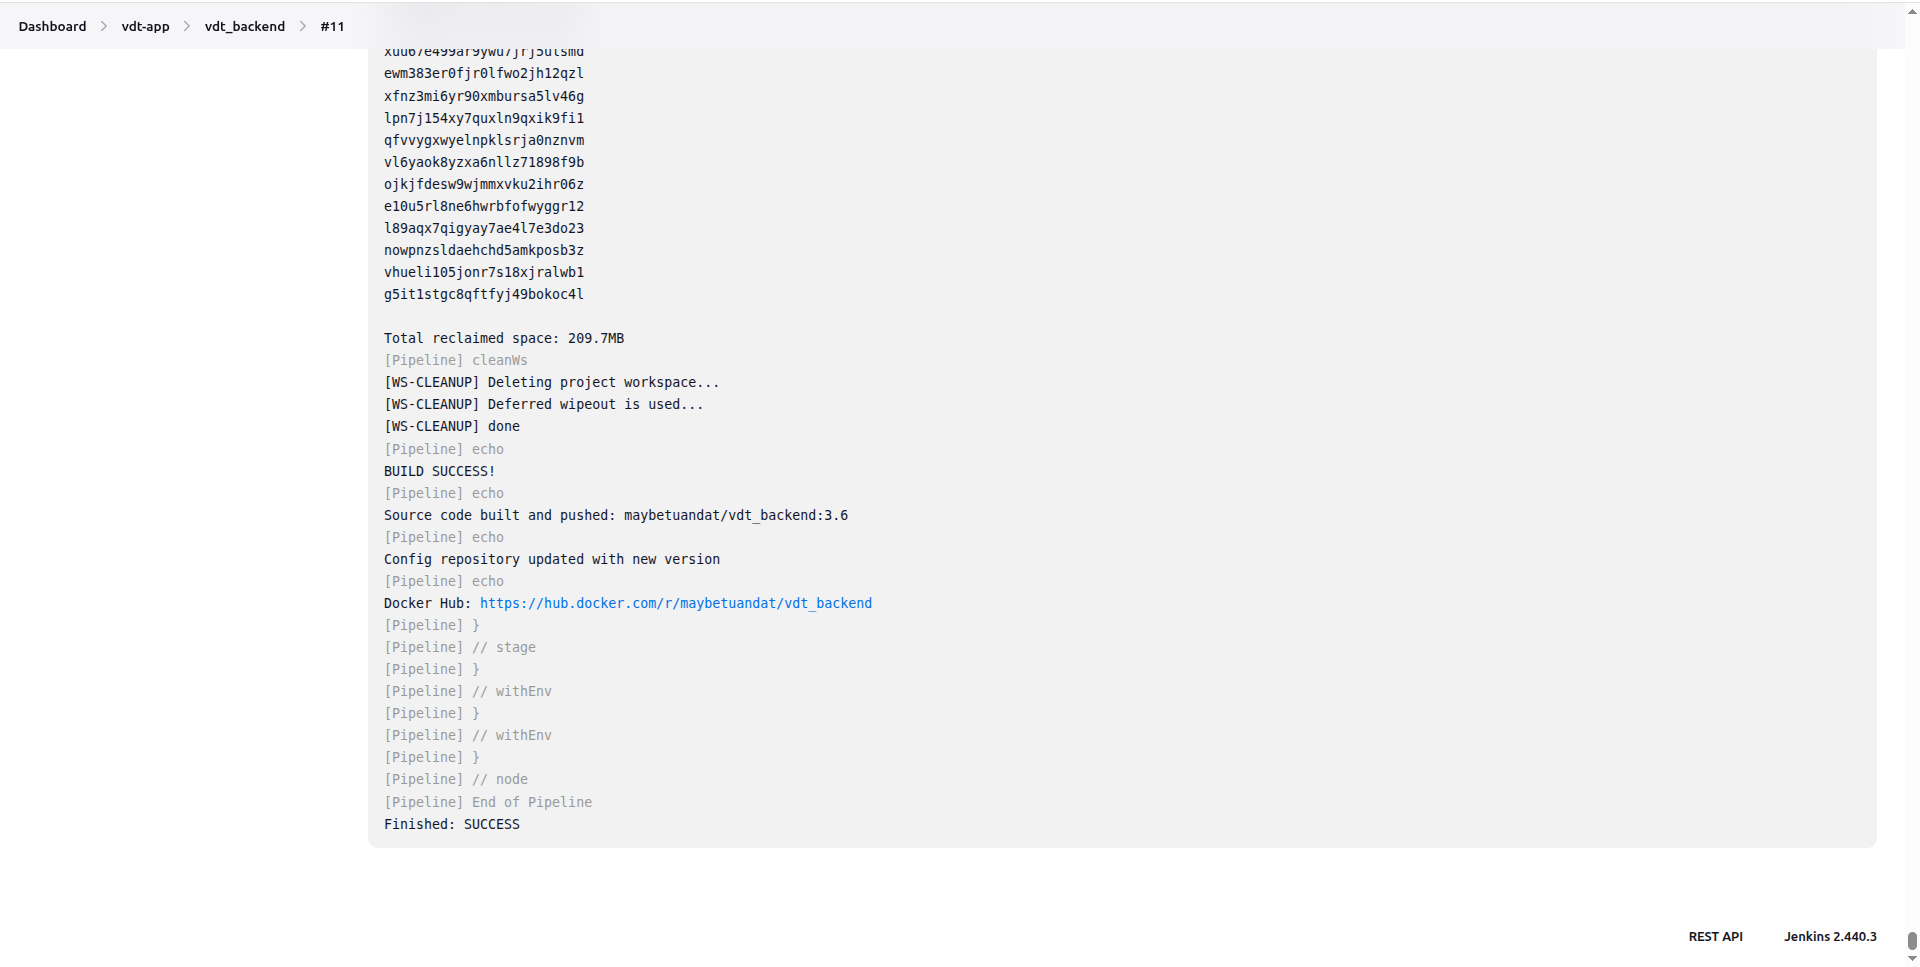 Dashboard > vdt-app > vdt_backend > #11
xuu67e499ar9ywu7jrj5utsmd
ewm383er0fjr0lfwo2jh12qzl
xfnz3mi6yr90xmbursa5lv46g
lpn7j154xy7quxln9qxik9fi1
qfvvygxwyelnpklsrja0nznvm
vl6yaok8yzxa6nllz71898f9b
ojkjfdesw9wjmmxvku2ihr06z
e10u5rl8ne6hwrbfofwyggr12
l89aqx7qigyay7ae4l7e3do23
nowpnzsldaehchd5amkposb3z
vhueli105jonr7s18xjralwb1
g5it1stgc8qftfyj49bokoc4l
Total reclaimed space: 209.7MB
[Pipeline] cleanWs
[WS-CLEANUP] Deleting project workspace...
[WS-CLEANUP] Deferred wipeout is used...
[WS-CLEANUP] done
[Pipeline] echo
BUILD SUCCESS!
[Pipeline] echo
Source code built and pushed: maybetuandat/vdt_backend:3.6
[Pipeline] echo
Config repository updated with new version
[Pipeline] echo
Docker Hub: https://hub.docker.com/r/maybetuandat/vdt_backend
[Pipeline] }
[Pipeline] // stage
[Pipeline] }
[Pipeline] // withEnv
[Pipeline] }
[Pipeline] // withEnv
[Pipeline] }
[Pipeline] // node
[Pipeline] End of Pipeline
Finished: SUCCESS
REST API Jenkins 2.440.3